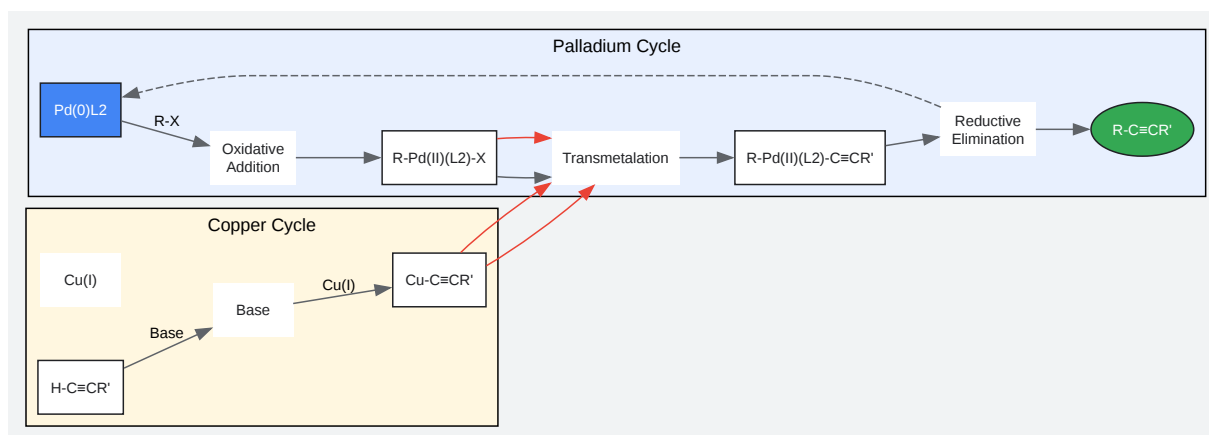 Palladium Cycle
Pd(0)L2
R-X
Oxidative
Addition
R-Pd(II)(L2)-X
Transmetalation
R-Pd(II)(L2)-C≡CR'
Reductive
Elimination
R-C≡CR'
Copper Cycle
Cu(I)
H-C≡CR'
Base
Base
Cu(I)
Cu-C≡CR'